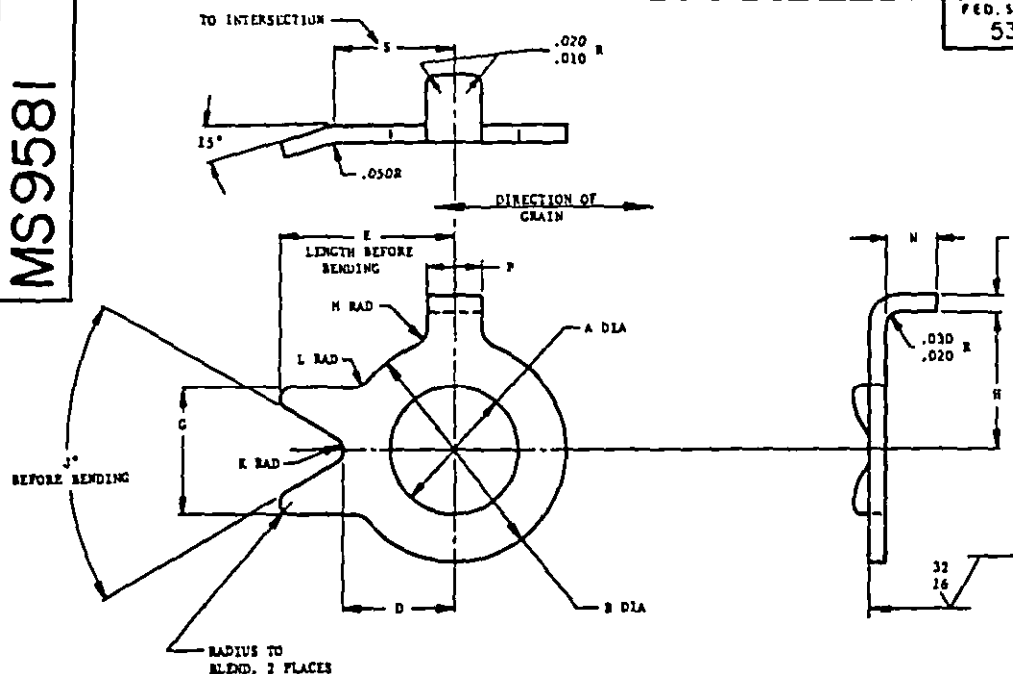 MS9581
FED. S
53
TO INTERSECTION
S
.020
.010 R
15°
.050R
DIRECTION OF
GRAIN
E
LENGTH BEFORE
BENDING
P
N
M RAD
A DIA
L RAD
.030
.020 R
H
G
J°
BEFORE BENDING
K RAD
D
B DIA
32
16
RADIUS TO
BLEND, 2 PLACES